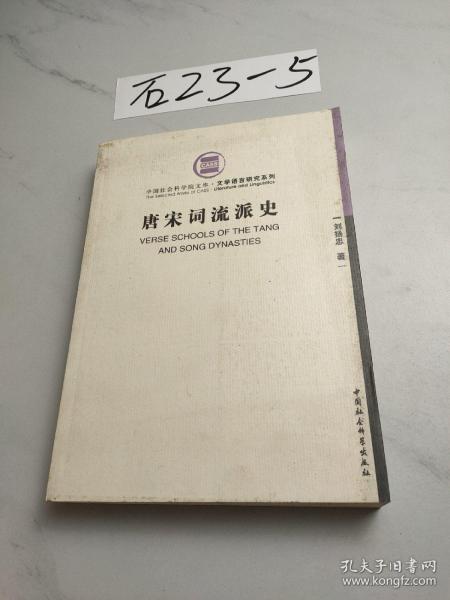 石23-5
CASS
中国社会科学院文库·文学语言研究系列
The Selected Works of CASS · Literature and Linguistics
唐宋词流派史
VERSE SCHOOLS OF THE TANG
AND SONG DYNASTIES
刘扬忠 著
中国社会科学出版社
孔夫子旧书网
www.kongfz.com